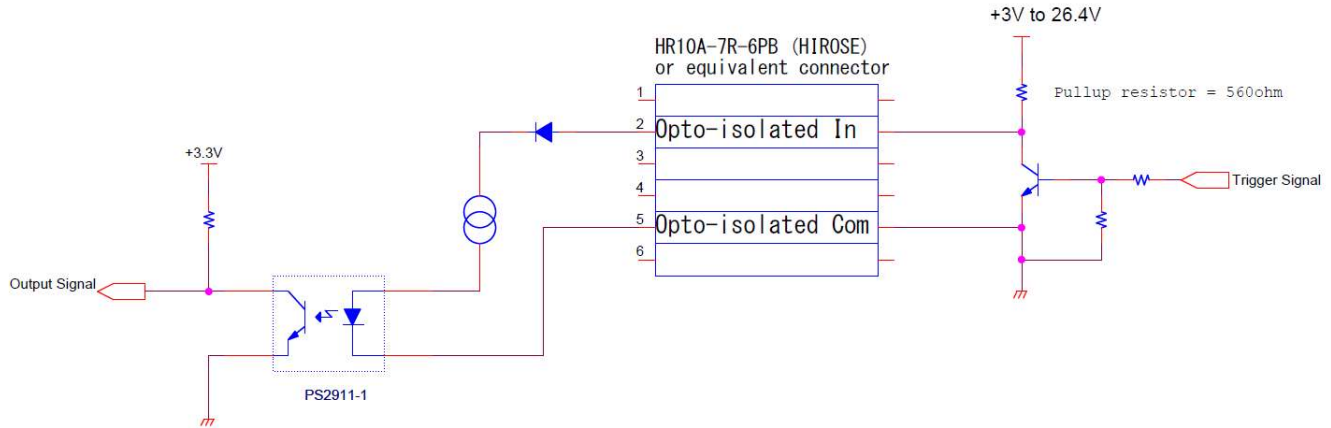 +3V to 26.4V
HR10A-7R-6PB (HIROSE)
or equivalent connector
1
Pullup resistor = 560ohm
2
Opto-isolated In
+3.3V
3
Trigger Signal
4
5
Opto-isolated Com
6
Output Signal
PS2911-1